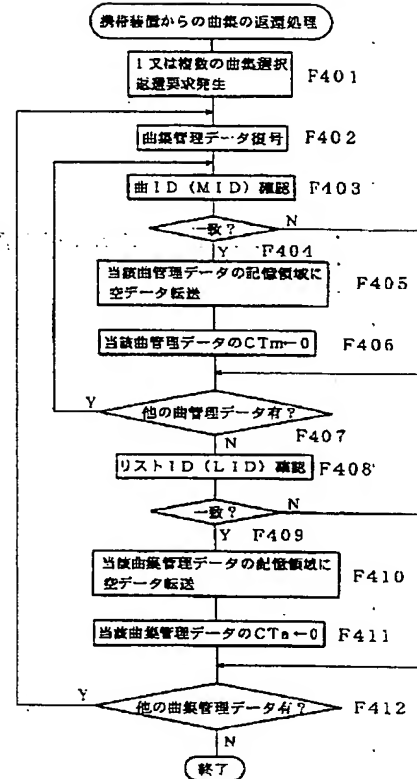 携帯装置からの曲集の返還処理
1又は複数の曲集選択
返還要求発生
F401
曲集管理データ復号
F402
曲ID(MID)確認
F403
一致?
N
Y
F404
当該曲管理データの記憶領域に
空データ転送
F405
当該曲管理データのCTm←0
F406
Y
他の曲管理データ有?
F407
N
リストID(LID)確認
F408
一致?
N
Y
F409
当該曲集管理データの記憶領域に
空データ転送
F410
当該曲集管理データのCTa←0
F411
Y
他の曲集管理データ有?
F412
N
終了